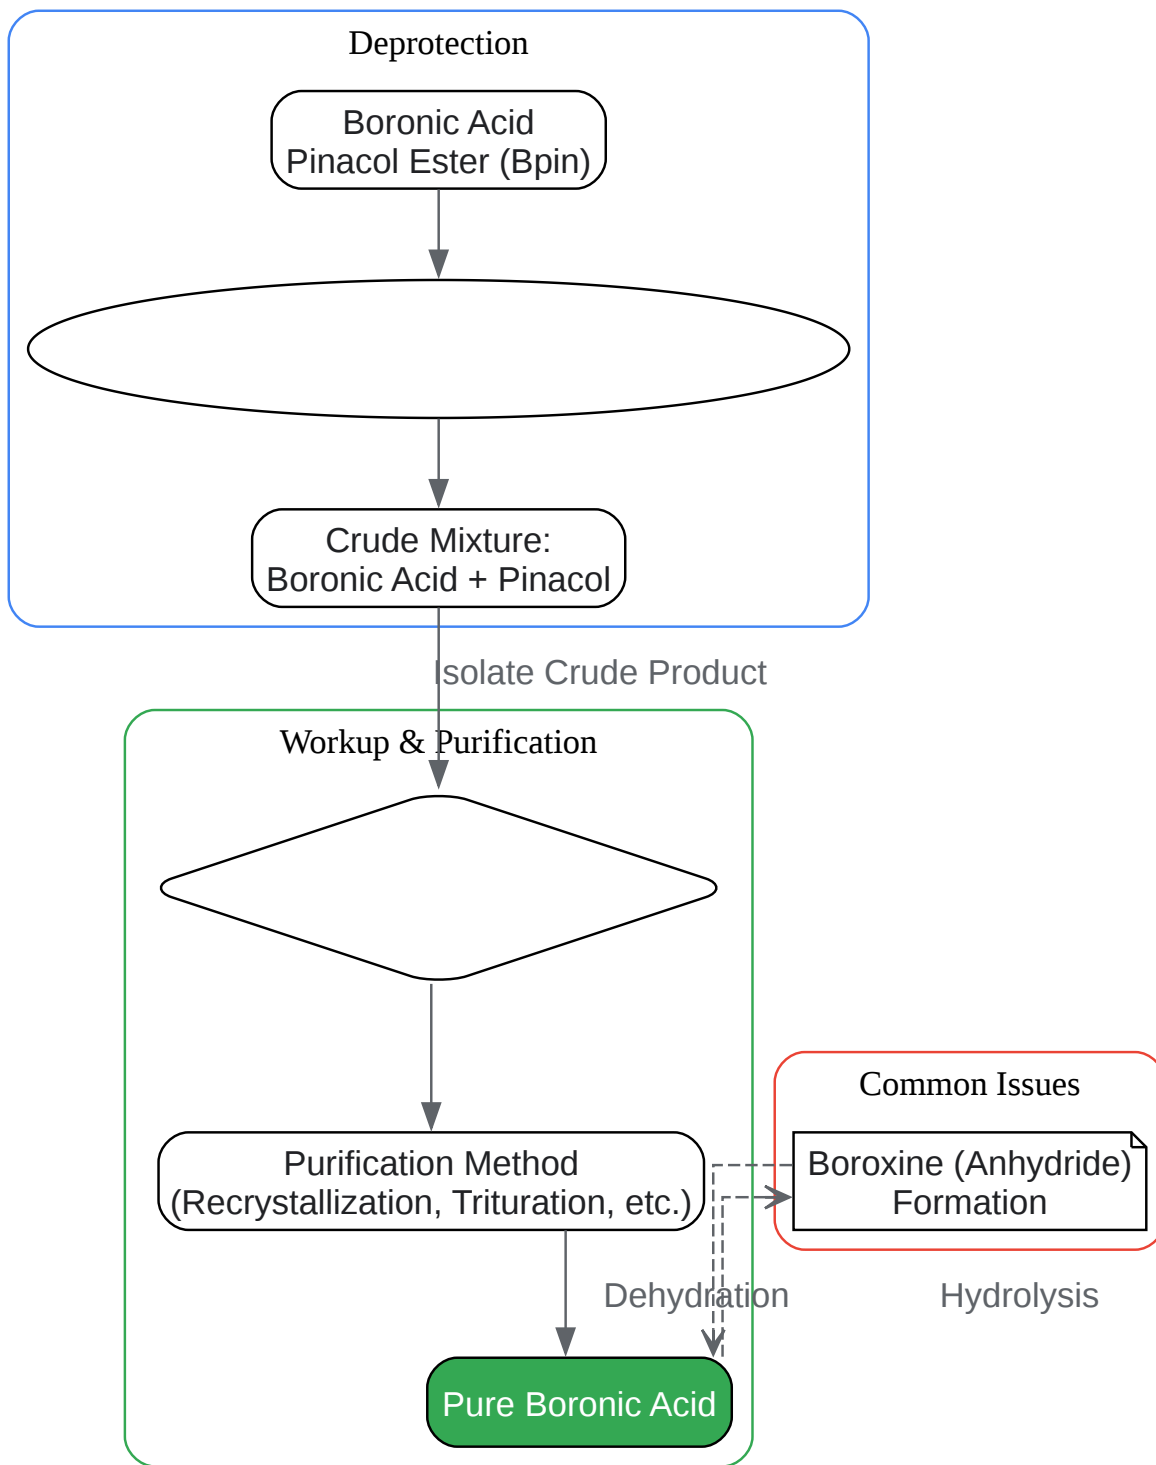 Deprotection
Boronic Acid
Pinacol Ester (Bpin)
Crude Mixture:
Boronic Acid + Pinacol
Isolate Crude Product
Workup & Purification
Purification Method
(Recrystallization, Trituration, etc.)
Common Issues
Boroxine (Anhydride)
Formation
Dehydration
Hydrolysis
Pure Boronic Acid